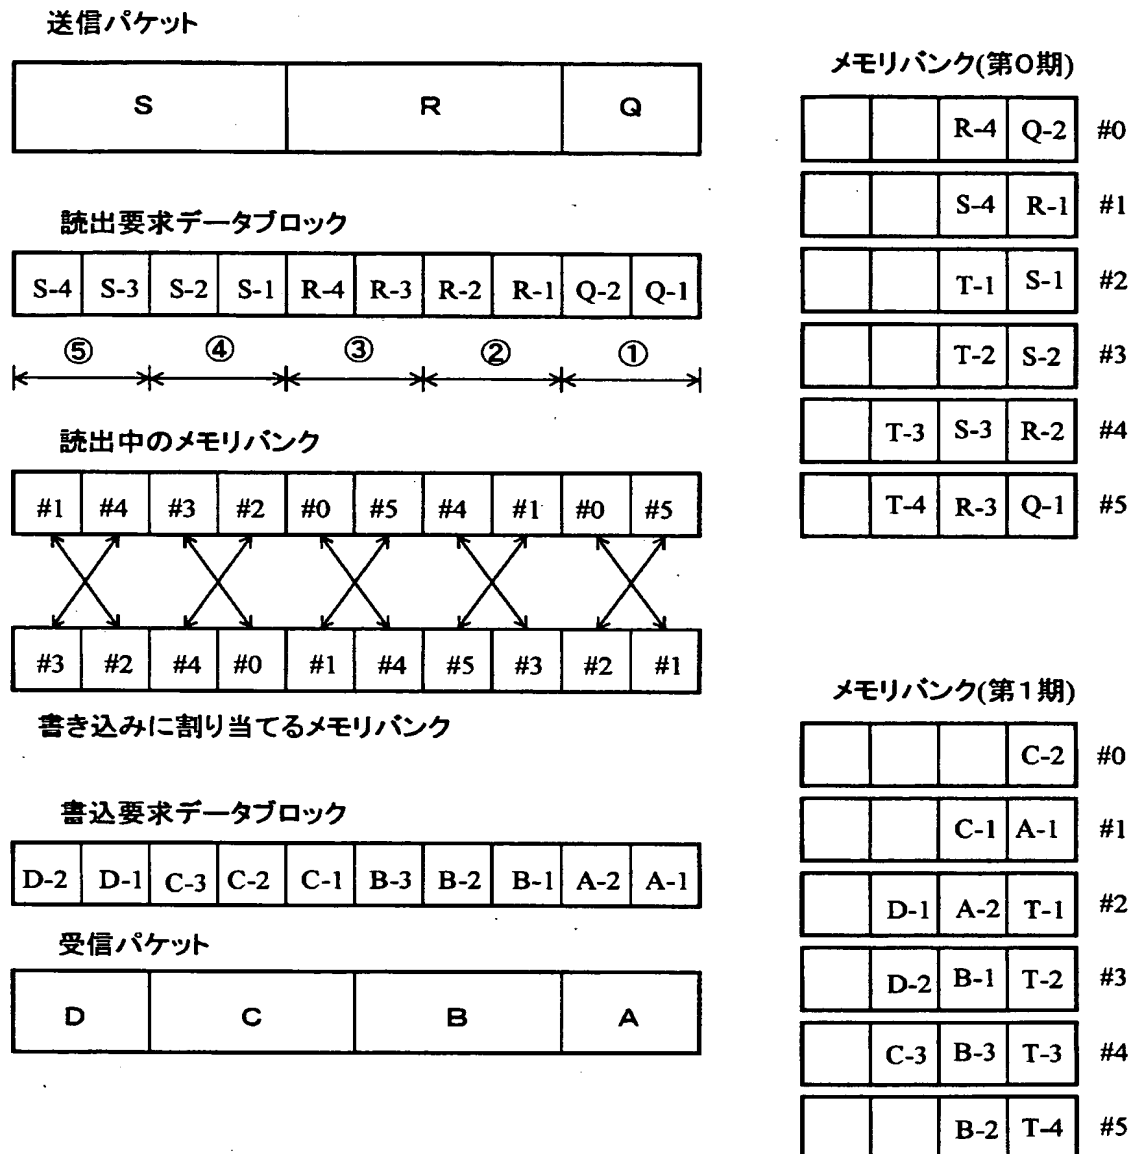 送信パケット
S R Q
読出要求データブロック
S-4 S-3 S-2 S-1 R-4 R-3 R-2 R-1 Q-2 Q-1
⑤ ④ ③ ② ①
読出中のメモリバンク
#1 #4 #3 #2 #0 #5 #4 #1 #0 #5
#3 #2 #4 #0 #1 #4 #5 #3 #2 #1
書き込みに割り当てるメモリバンク
書込要求データブロック
D-2 D-1 C-3 C-2 C-1 B-3 B-2 B-1 A-2 A-1
受信パケット
D C B A
メモリバンク(第0期)
R-4 Q-2 #0
S-4 R-1 #1
T-1 S-1 #2
T-2 S-2 #3
T-3 S-3 R-2 #4
T-4 R-3 Q-1 #5
メモリバンク(第1期)
C-2 #0
C-1 A-1 #1
D-1 A-2 T-1 #2
D-2 B-1 T-2 #3
C-3 B-3 T-3 #4
B-2 T-4 #5